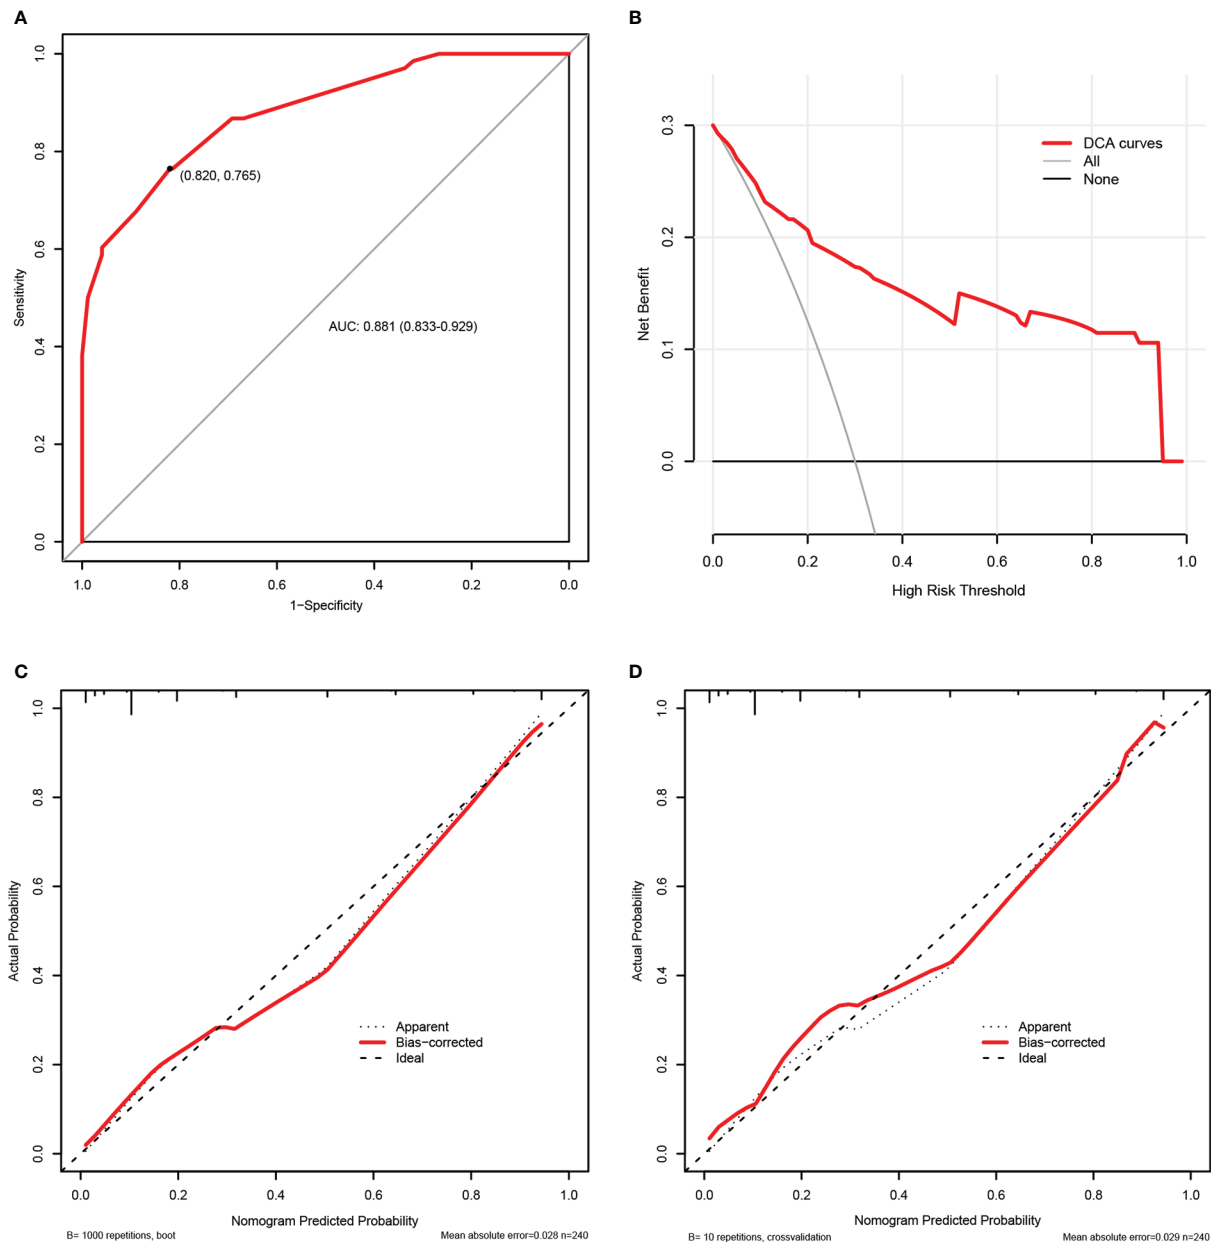 A
1.0
0.8
0.6
0.4
0.2
0.0
Sensitivity
(0.820, 0.765)
AUC: 0.881 (0.833-0.929)
1.0 0.8 0.6 0.4 0.2 0.0
1−Specificity
B
0.3
0.2
0.1
0.0
Net Benefit
DCA curves
All
None
0.0 0.2 0.4 0.6 0.8 1.0
High Risk Threshold
C
1.0
0.8
0.6
0.4
0.2
0.0
Actual Probability
Apparent
Bias−corrected
Ideal
0.0 0.2 0.4 0.6 0.8 1.0
Nomogram Predicted Probability
B= 1000 repetitions, boot
Mean absolute error=0.028 n=240
D
1.0
0.8
0.6
0.4
0.2
0.0
Actual Probability
Apparent
Bias−corrected
Ideal
0.0 0.2 0.4 0.6 0.8 1.0
Nomogram Predicted Probability
B= 10 repetitions, crossvalidation
Mean absolute error=0.029 n=240